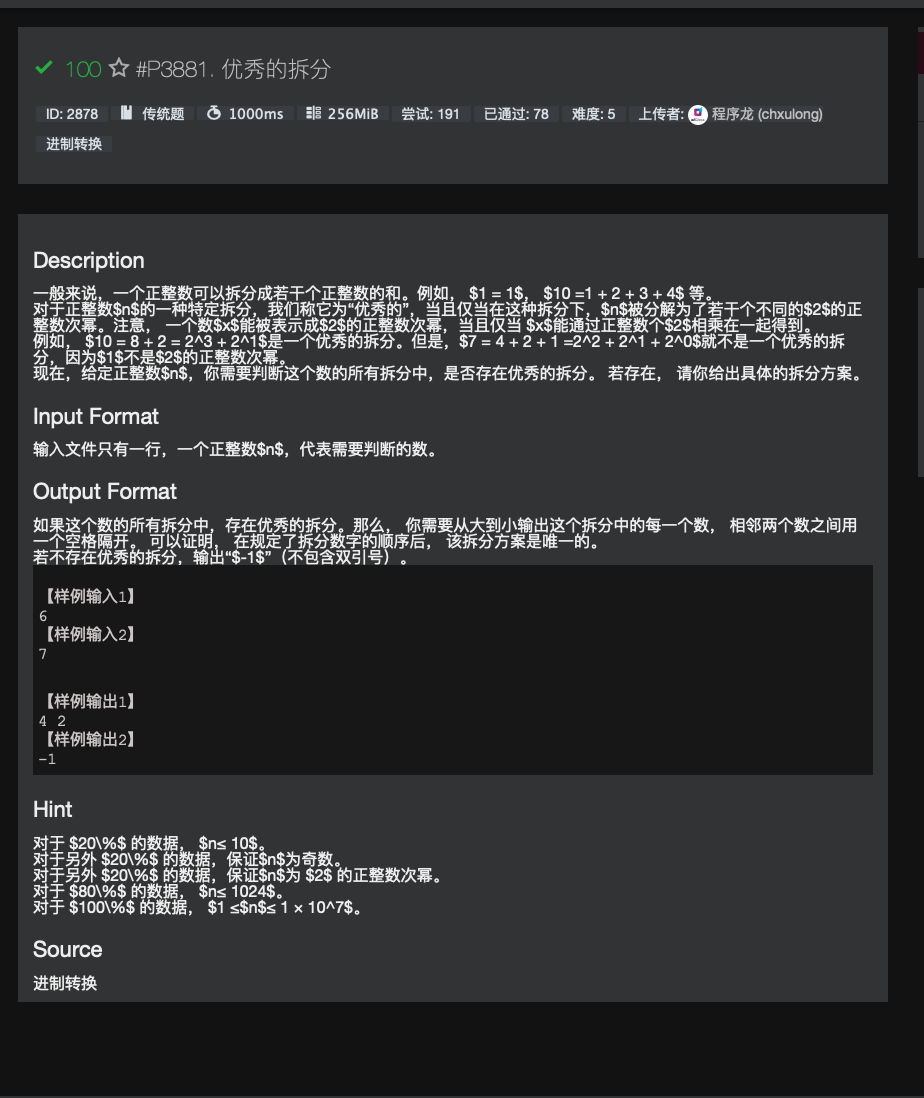 100 #P3881. 优秀的拆分
ID: 2878 传统题 1000ms 256MiB 尝试: 191 已通过: 78 难度: 5 上传者: 程序龙 (chxulong)
进制转换
Description
一般来说，一个正整数可以拆分成若干个正整数的和。例如， $1 = 1$， $10 =1 + 2 + 3 + 4$ 等。
对于正整数$n$的一种特定拆分，我们称它为“优秀的”，当且仅当在这种拆分下，$n$被分解为了若干个不同的$2$的正
整数次幂。注意， 一个数$x$能被表示成$2$的正整数次幂，当且仅当 $x$能通过正整数个$2$相乘在一起得到。
例如， $10 = 8 + 2 = 2^3 + 2^1$是一个优秀的拆分。但是，$7 = 4 + 2 + 1 =2^2 + 2^1 + 2^0$就不是一个优秀的拆
分，因为$1$不是$2$的正整数次幂。
现在，给定正整数$n$，你需要判断这个数的所有拆分中，是否存在优秀的拆分。 若存在， 请你给出具体的拆分方案。
Input Format
输入文件只有一行，一个正整数$n$，代表需要判断的数。
Output Format
如果这个数的所有拆分中，存在优秀的拆分。那么， 你需要从大到小输出这个拆分中的每一个数， 相邻两个数之间用
一个空格隔开。 可以证明， 在规定了拆分数字的顺序后， 该拆分方案是唯一的。
若不存在优秀的拆分，输出“$-1$”（不包含双引号）。
【样例输入1】
6
【样例输入2】
7
【样例输出1】
4 2
【样例输出2】
-1
Hint
对于 $20\%$ 的数据， $n≤ 10$。
对于另外 $20\%$ 的数据，保证$n$为奇数。
对于另外 $20\%$ 的数据，保证$n$为 $2$ 的正整数次幂。
对于 $80\%$ 的数据， $n≤ 1024$。
对于 $100\%$ 的数据， $1 ≤$n$≤ 1 × 10^7$。
Source
进制转换